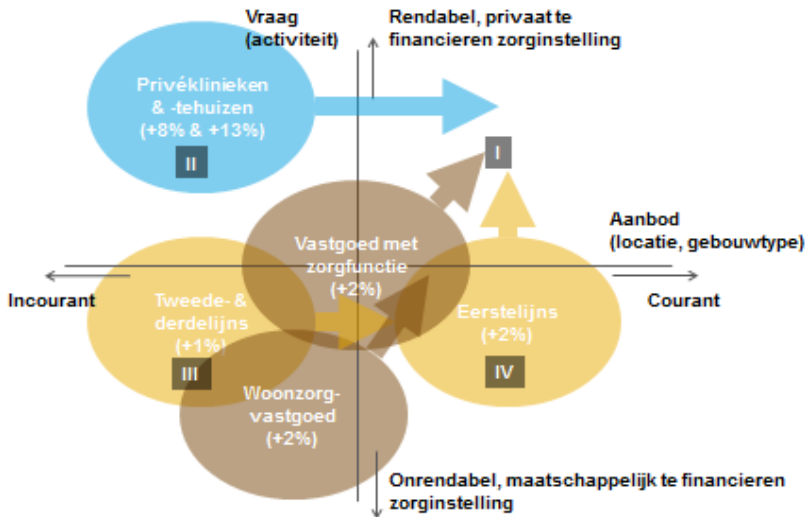 Vraag
(activiteit)
Rendabel, privaat te
financieren zorginstelling
Privéklinieken
& -tehuizen
(+8% & +13%)
II
I
Aanbod
(locatie, gebouwtype)
Vastgoed met
zorgfunctie
(+2%)
Incourant
Courant
Tweede- &
derdelijns
(+1%)
III
Eerstelijns
(+2%)
IV
Woonzorg-
vastgoed
(+2%)
Onrendabel, maatschappelijk te financieren
zorginstelling